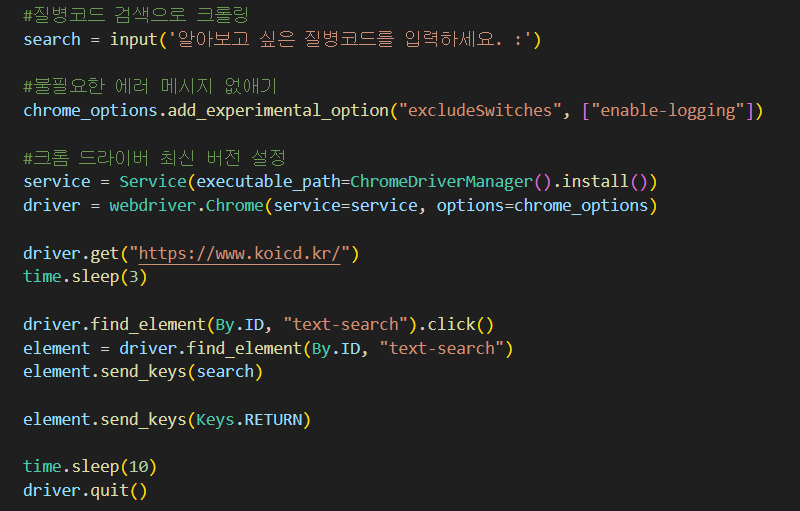 #질병코드 검색으로 크롤링
search = input('알아보고 싶은 질병코드를 입력하세요. :')
#불필요한 에러 메시지 없애기
chrome_options.add_experimental_option("excludeSwitches", ["enable-logging"])
#크롬 드라이버 최신 버전 설정
service = Service(executable_path=ChromeDriverManager().install())
driver = webdriver.Chrome(service=service, options=chrome_options)
driver.get("https://www.koicd.kr/")
time.sleep(3)
driver.find_element(By.ID, "text-search").click()
element = driver.find_element(By.ID, "text-search")
element.send_keys(search)
element.send_keys(Keys.RETURN)
time.sleep(10)
driver.quit()